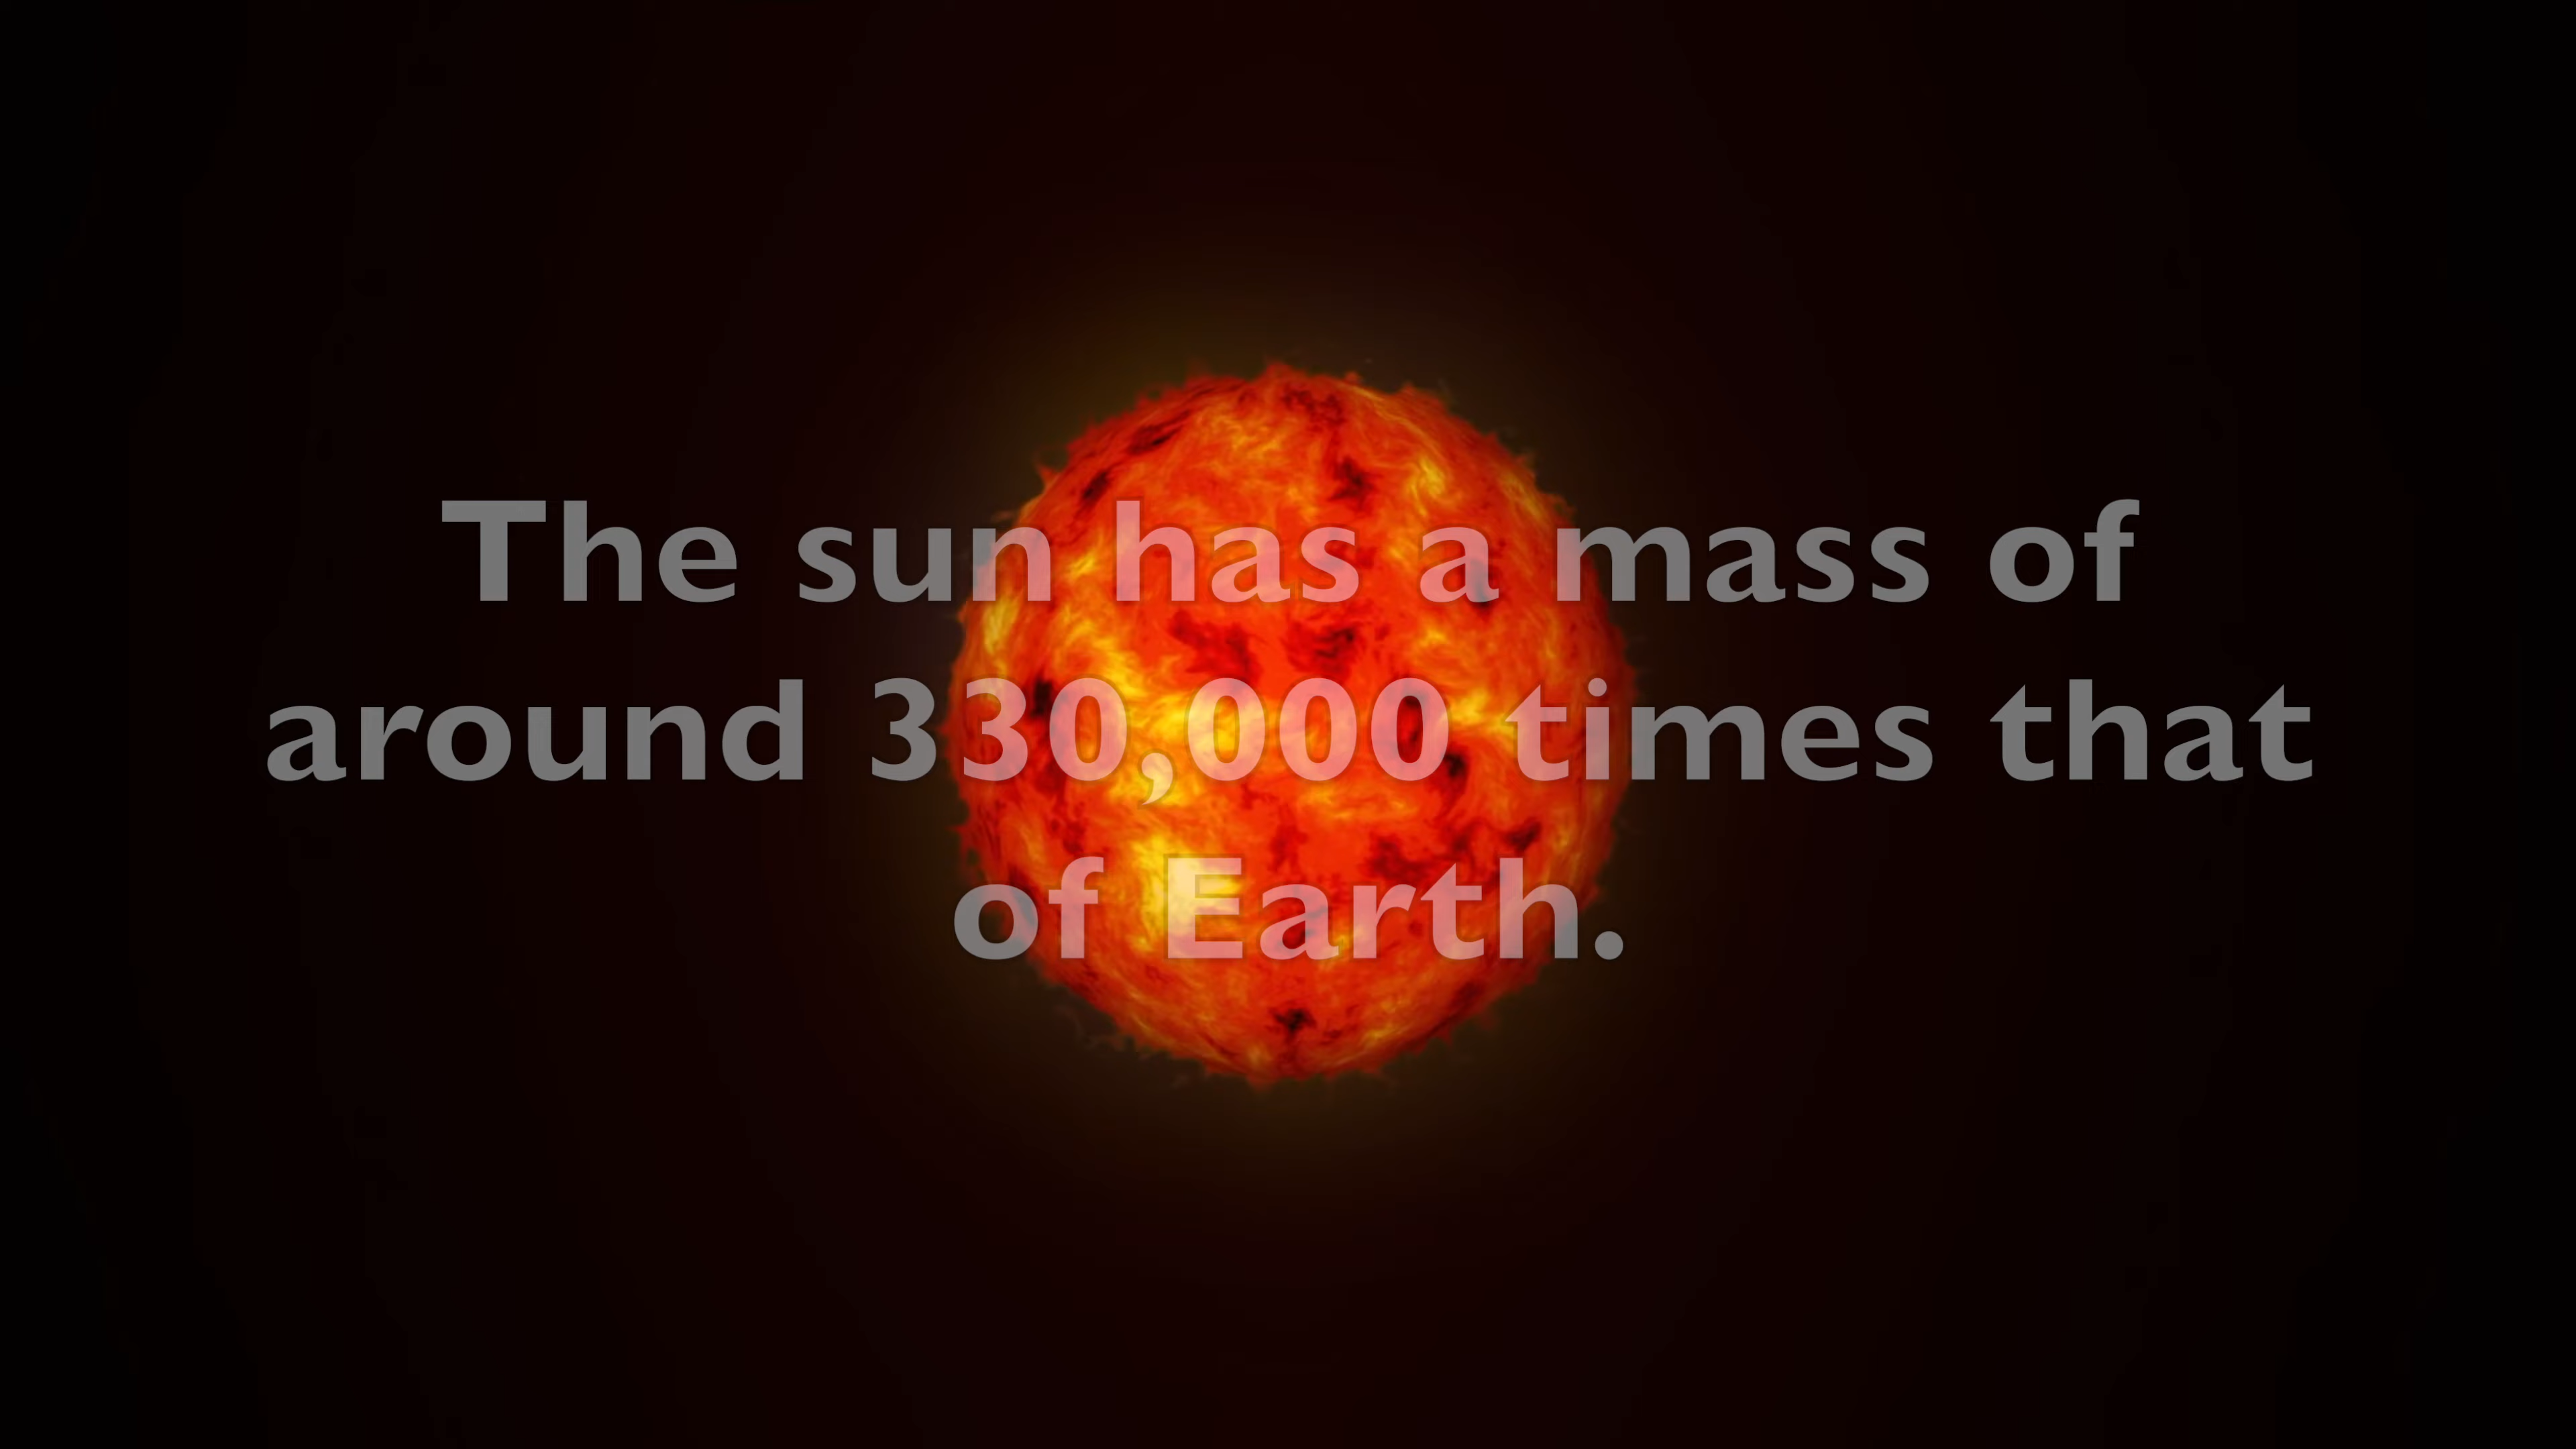 The sun has a mass of
around 330,000 times that
of Earth.